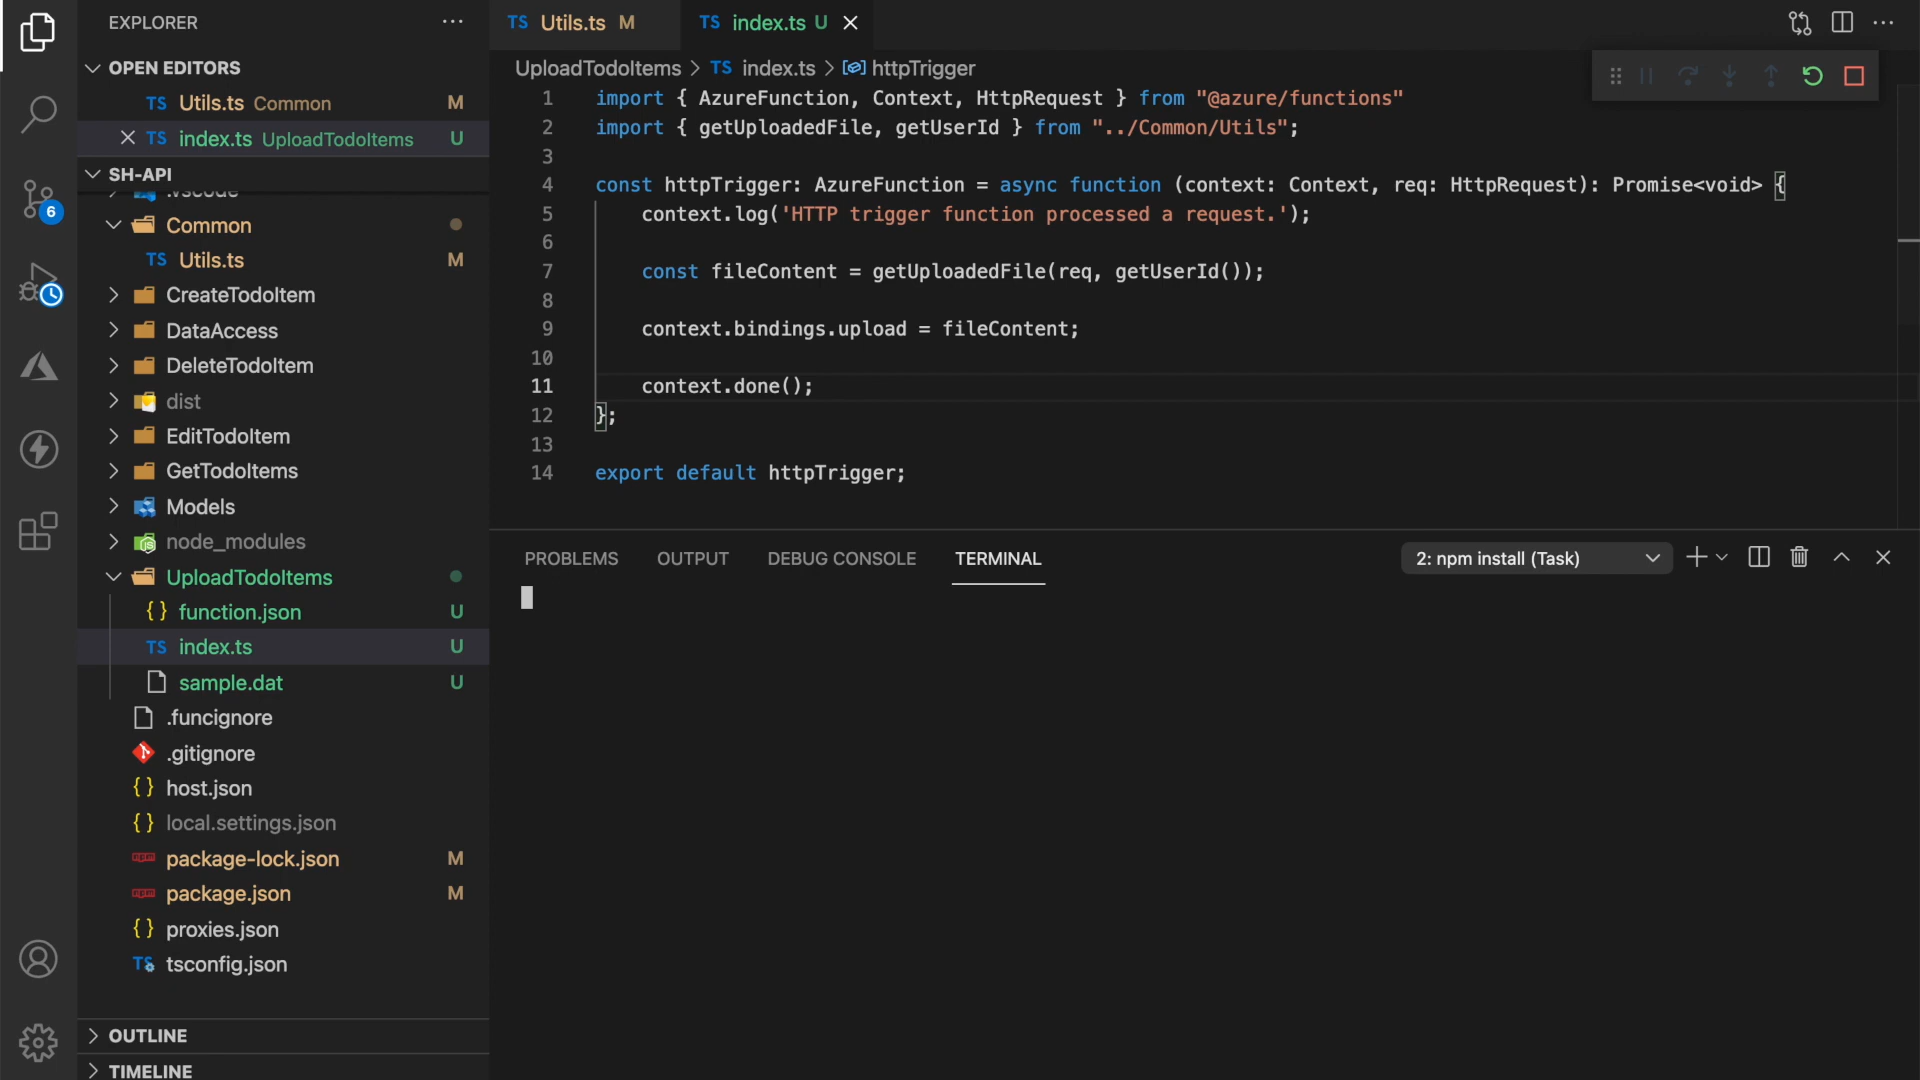 EXPLORER
OPEN EDITORS
TS Utils.ts Common M
TS index.ts UploadTodoItems U
SH-API
.vscode
Common
TS Utils.ts M
CreateTodoItem
DataAccess
DeleteTodoItem
dist
EditTodoItem
GetTodoItems
Models
node_modules
UploadTodoItems
{ } function.json U
TS index.ts U
sample.dat U
.funcignore
.gitignore
{ } host.json
{ } local.settings.json
npm package-lock.json M
npm package.json M
{ } proxies.json
TS tsconfig.json
OUTLINE
TIMELINE
6
TS Utils.ts M
TS index.ts U
UploadTodoItems > TS index.ts > httpTrigger
1 import { AzureFunction, Context, HttpRequest } from "@azure/functions"
2 import { getUploadedFile, getUserId } from "../Common/Utils";
3
4 const httpTrigger: AzureFunction = async function (context: Context, req: HttpRequest): Promise<void> {
5 context.log('HTTP trigger function processed a request.');
6
7 const fileContent = getUploadedFile(req, getUserId());
8
9 context.bindings.upload = fileContent;
10
11 context.done();
12 };
13
14 export default httpTrigger;
PROBLEMS OUTPUT DEBUG CONSOLE TERMINAL
2: npm install (Task)